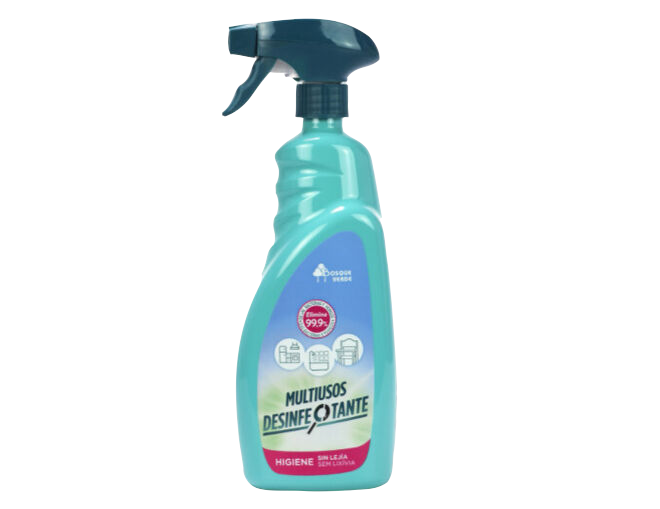 BOSQUE
VERDE
Elimina
99.9%
MULTIUSOS
DESINFECTANTE
HIGIENE SIN LEJÍA
SEM LIXÍVIA